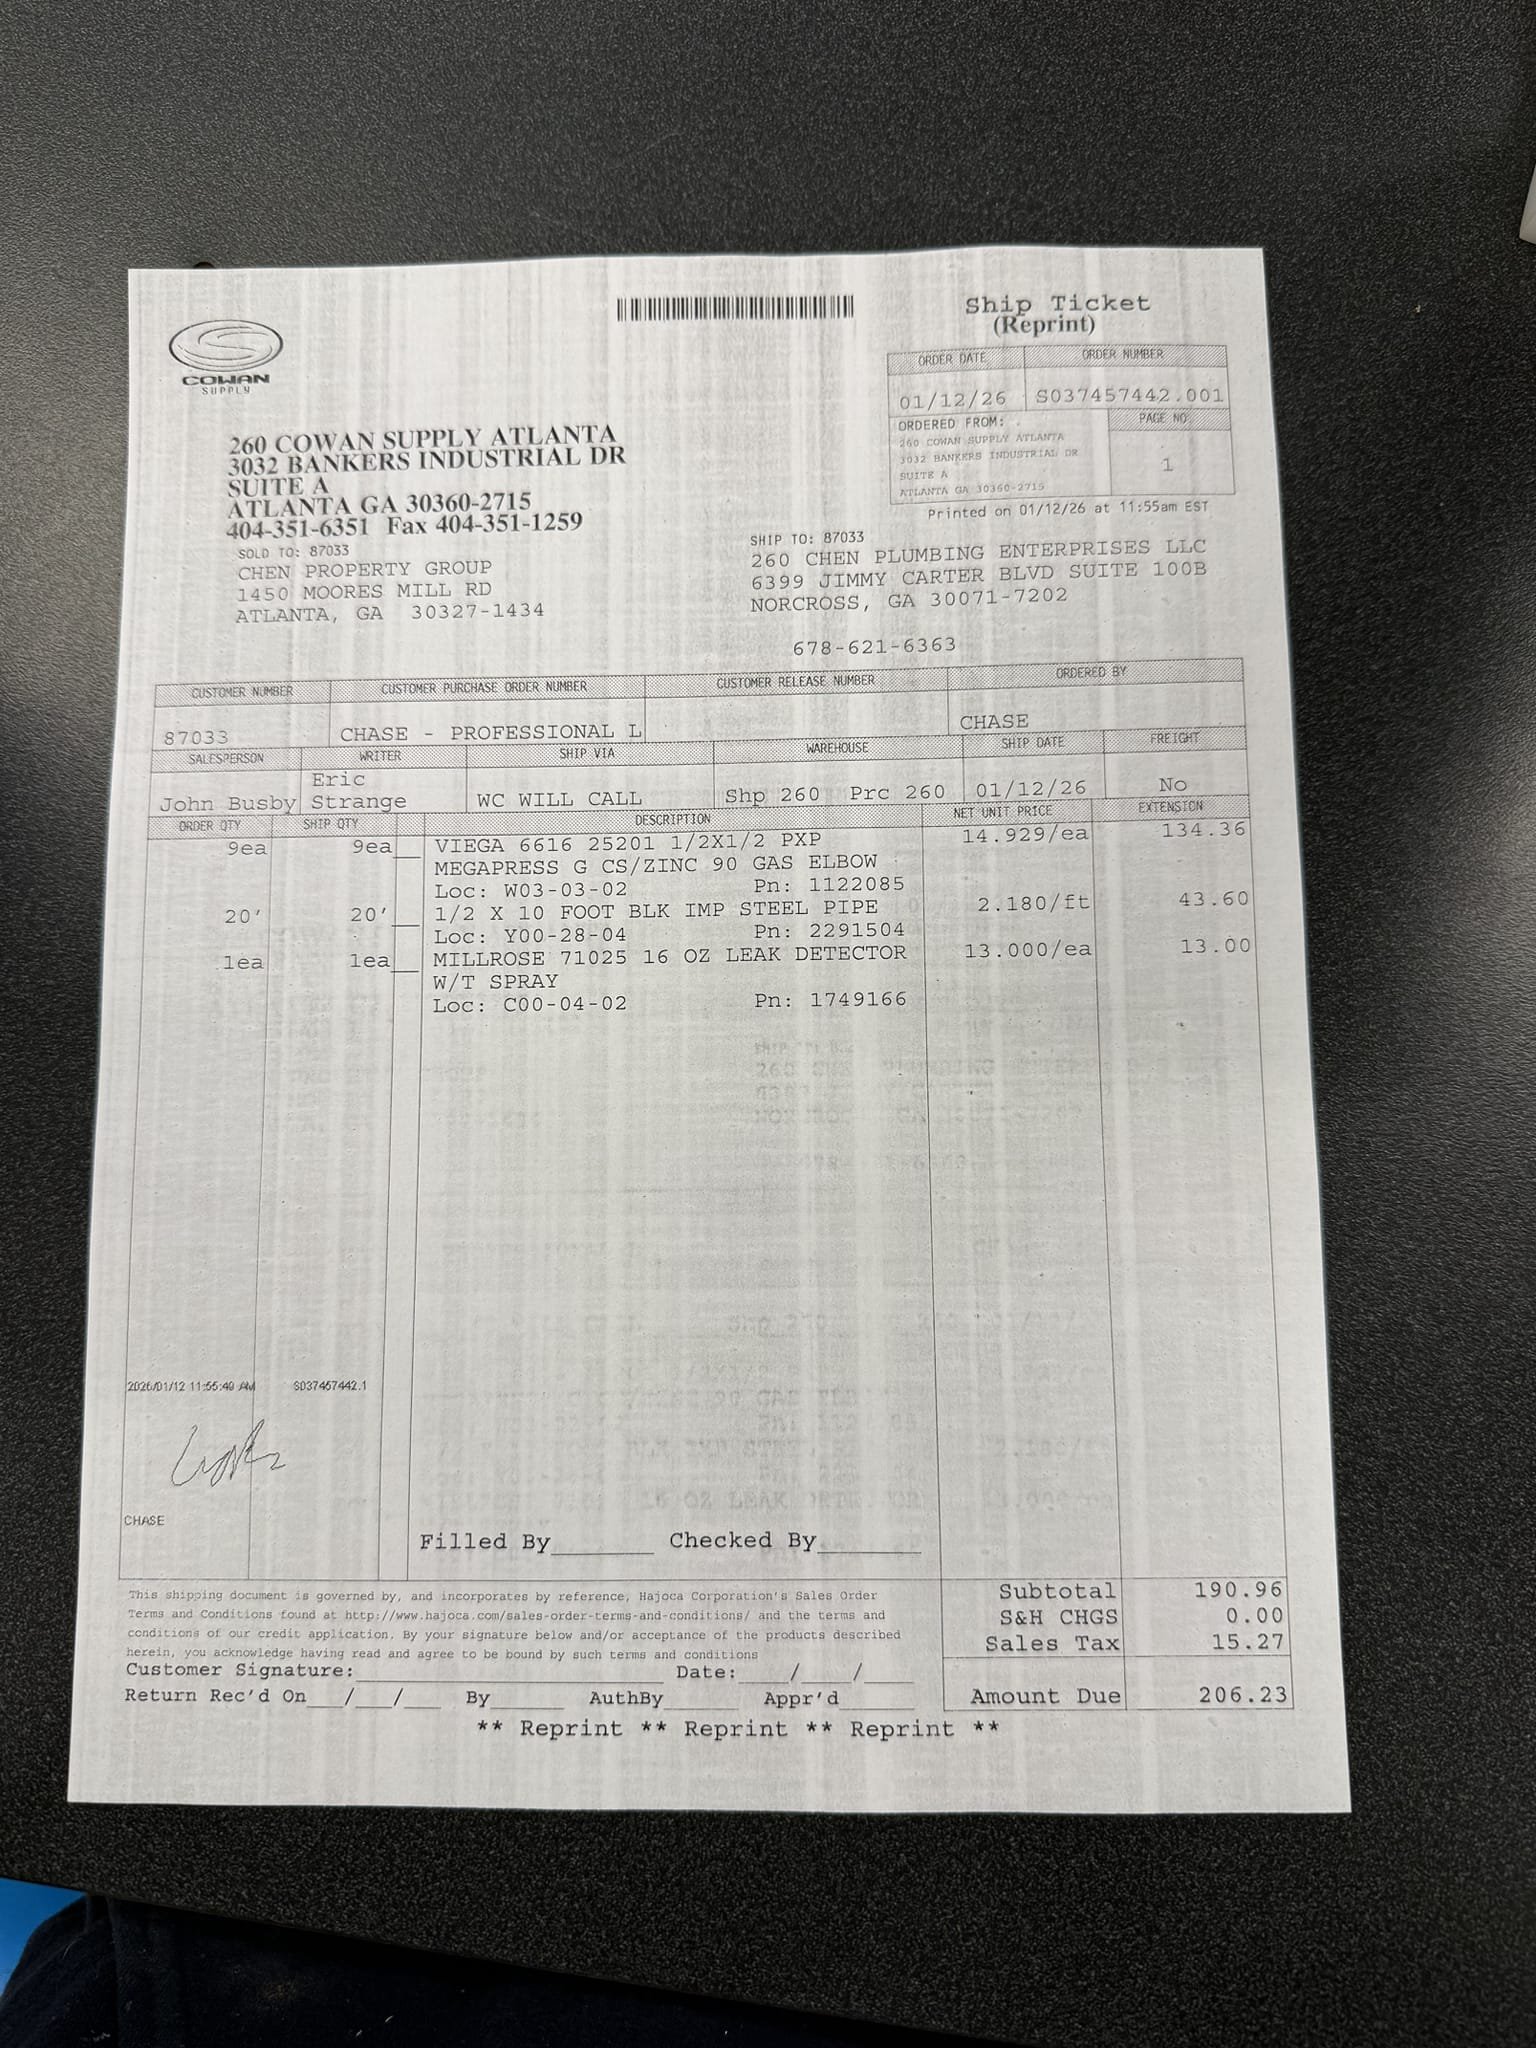 Ship Ticket
(Reprint)
COWAN
SUPPLY
ORDER DATE ORDER NUMBER
01/12/26 S037457442.001
ORDERED FROM: PAGE NO
260 COWAN SUPPLY ATLANTA
3032 BANKERS INDUSTRIAL DR
SUITE A
ATLANTA GA 30360-2715
1
Printed on 01/12/26 at 11:55am EST
260 COWAN SUPPLY ATLANTA
3032 BANKERS INDUSTRIAL DR
SUITE A
ATLANTA GA 30360-2715
404-351-6351 Fax 404-351-1259
SOLD TO: 87033
CHEN PROPERTY GROUP
1450 MOORES MILL RD
ATLANTA, GA 30327-1434
SHIP TO: 87033
260 CHEN PLUMBING ENTERPRISES LLC
6399 JIMMY CARTER BLVD SUITE 100B
NORCROSS, GA 30071-7202
678-621-6363
CUSTOMER NUMBER CUSTOMER PURCHASE ORDER NUMBER CUSTOMER RELEASE NUMBER ORDERED BY
87033 CHASE - PROFESSIONAL L CHASE
SALESPERSON WRITER SHIP VIA WAREHOUSE SHIP DATE FREIGHT
John Busby Eric Strange WC WILL CALL Shp 260 Prc 260 01/12/26 No
ORDER QTY SHIP QTY DESCRIPTION NET UNIT PRICE EXTENSION
9ea 9ea VIEGA 6616 25201 1/2X1/2 PXP 14.929/ea 134.36
MEGAPRESS G CS/ZINC 90 GAS ELBOW
Loc: W03-03-02 Pn: 1122085
20' 20' 1/2 X 10 FOOT BLK IMP STEEL PIPE 2.180/ft 43.60
Loc: Y00-28-04 Pn: 2291504
1ea 1ea MILLROSE 71025 16 OZ LEAK DETECTOR 13.000/ea 13.00
W/T SPRAY
Loc: C00-04-02 Pn: 1749166
2026/01/12 11:55:40 AM S037457442.1
CHASE
Filled By Checked By
This shipping document is governed by, and incorporates by reference, Hajoca Corporation's Sales Order
Terms and Conditions found at http://www.hajoca.com/sales-order-terms-and-conditions/ and the terms and
conditions of our credit application. By your signature below and/or acceptance of the products described
herein, you acknowledge having read and agree to be bound by such terms and conditions
Customer Signature: Date: / /
Return Rec'd On / / By AuthBy Appr'd
Subtotal 190.96
S&H CHGS 0.00
Sales Tax 15.27
Amount Due 206.23
** Reprint ** Reprint ** Reprint **